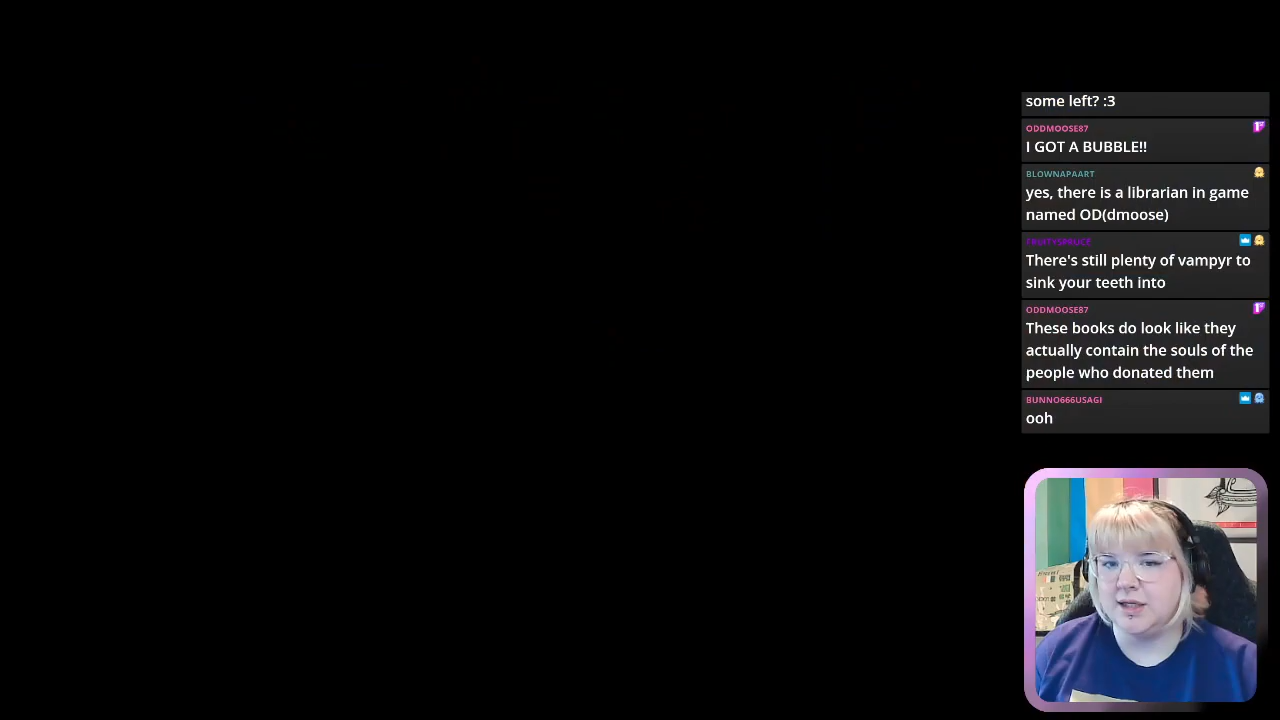 some left? :3
ODDMOOSE87
I GOT A BUBBLE!!
BLOWNAPAART
yes, there is a librarian in game
named OD(dmoose)
FRUITYSPRUCE
There's still plenty of vampyr to
sink your teeth into
ODDMOOSE87
These books do look like they
actually contain the souls of the
people who donated them
BUNNO666USAGI
ooh